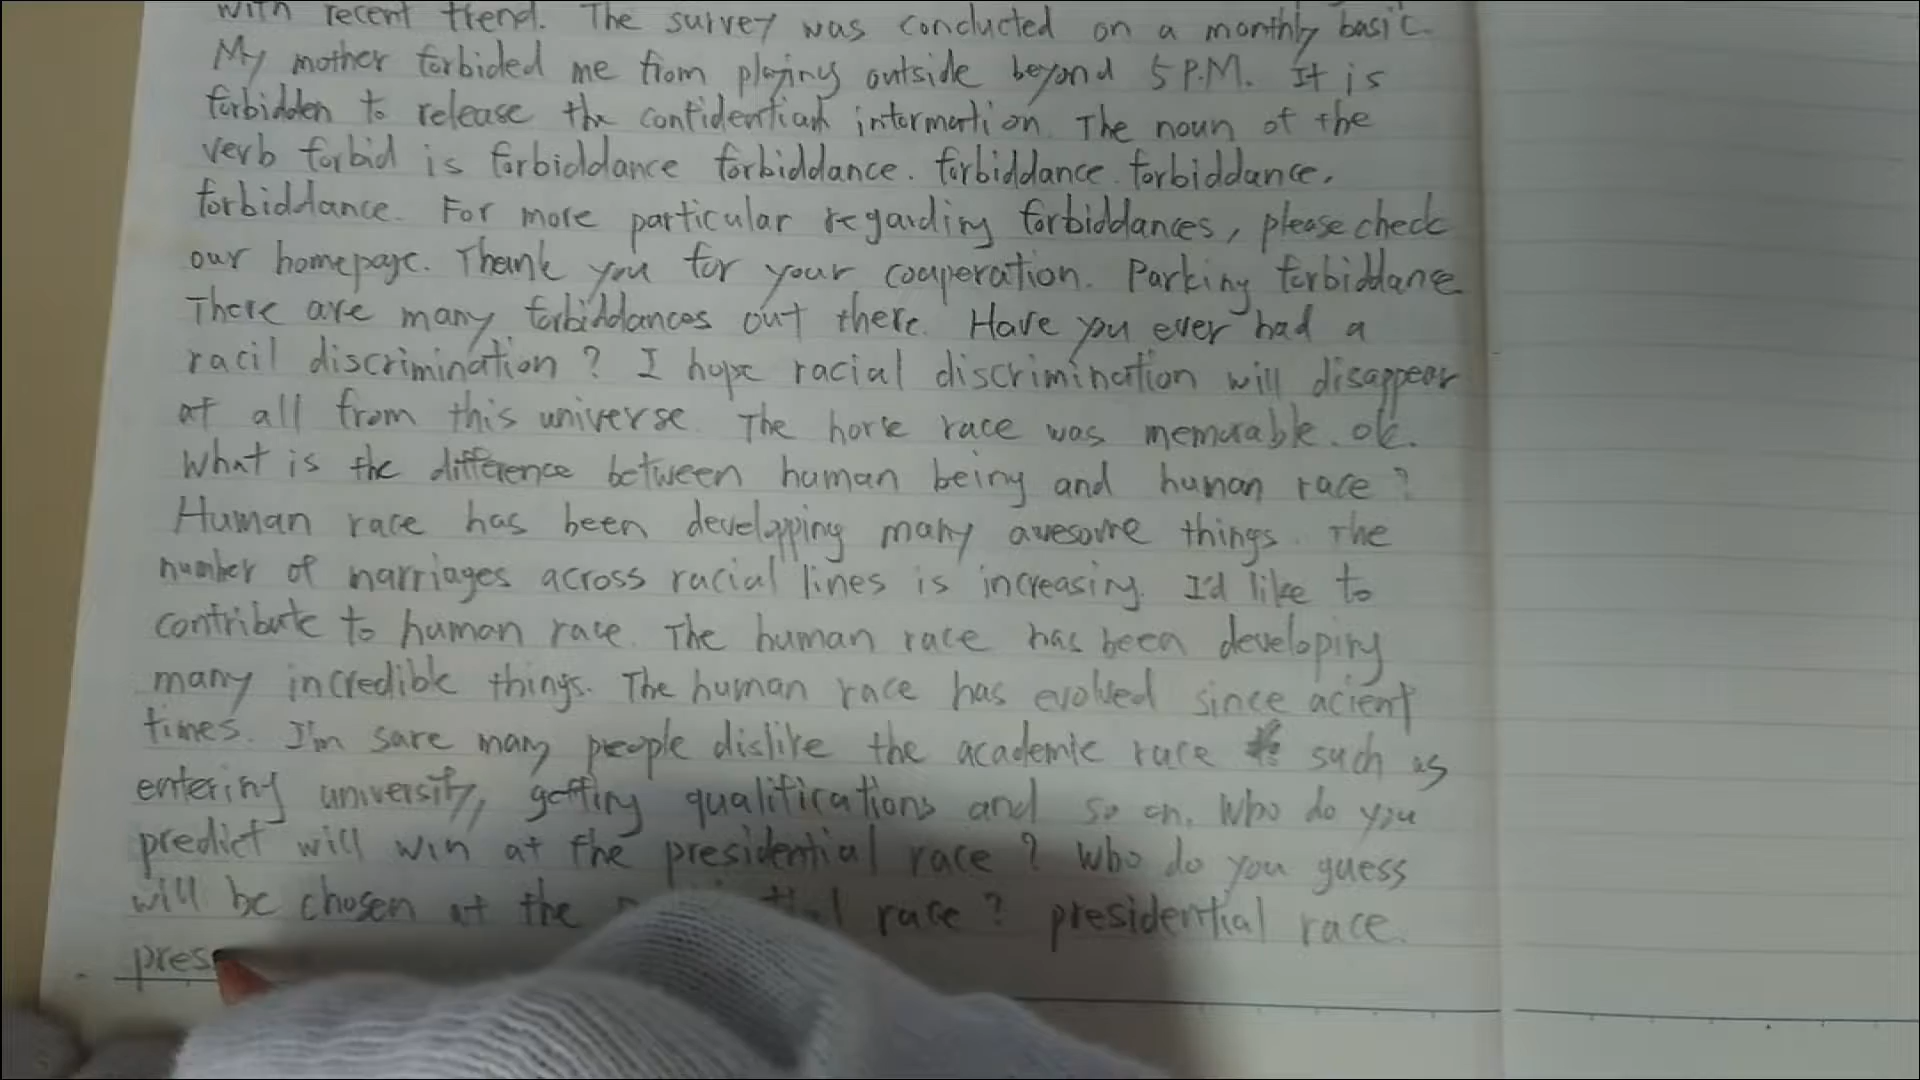 with recent trend. The survey was conducted on a monthly basic.
My mother forbided me from playing outside beyond 5 P.M. It is
forbidden to release the confidential information. The noun of the
verb forbid is forbiddance forbiddance. forbiddance. forbiddance.
forbiddance. For more particular regarding forbiddances, please check
our homepage. Thank you for your couperation. Parking forbiddance
There are many forbiddances out there. Have you ever had a
racil discrimination? I hope racial discrimination will disappear
at all from this universe. The horse race was memorable. ok.
What is the difference between human being and human race?
Human race has been developping many awesome things. The
number of marriages across racial lines is increasing. I'd like to
contribute to human race. The human race has been developing
many incredible things. The human race has evolved since acient
times. I'm sure many people dislike the academic race such as
entering university, getting qualifications and so on. Who do you
predict will win at the presidential race? Who do you guess
will be chosen at the race? presidential race.
pres